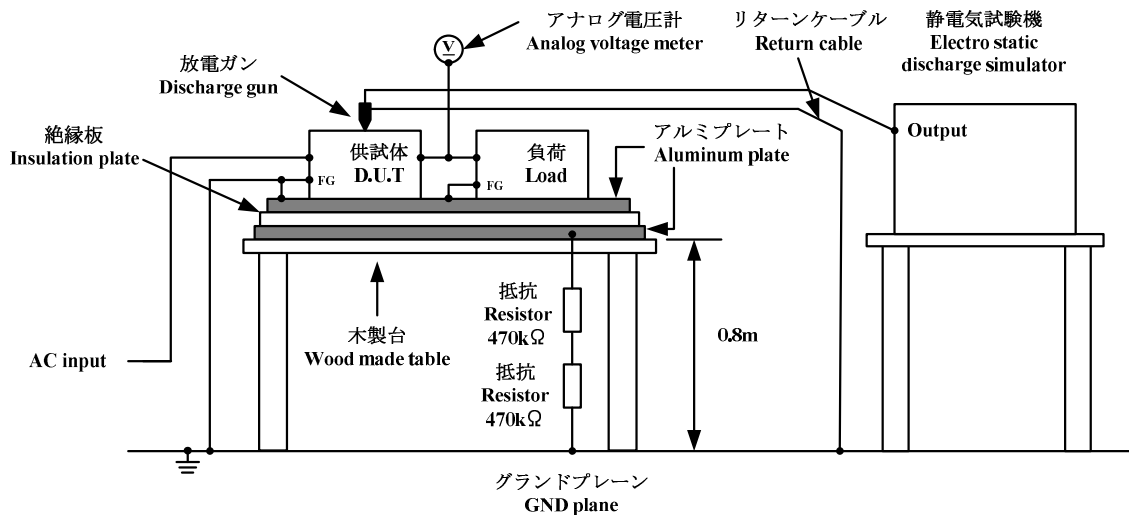 アナログ電圧計
Analog voltage meter
リターンケーブル
Return cable
静電気試験機
Electro static
discharge simulator
放電ガン
Discharge gun
V
絶縁板
Insulation plate
供試体
D.U.T
FG
負荷
Load
FG
アルミプレート
Aluminum plate
Output
抵抗
Resistor
470kΩ
木製台
Wood made table
0.8m
AC input
抵抗
Resistor
470kΩ
グランドプレーン
GND plane